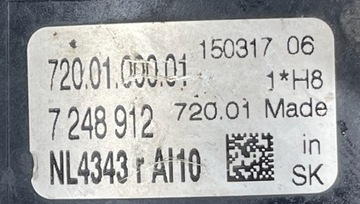 150317 06
720.01.000.01 1*H8
7 248 912 720.01 Made
NL4343 r AI10 in
SK